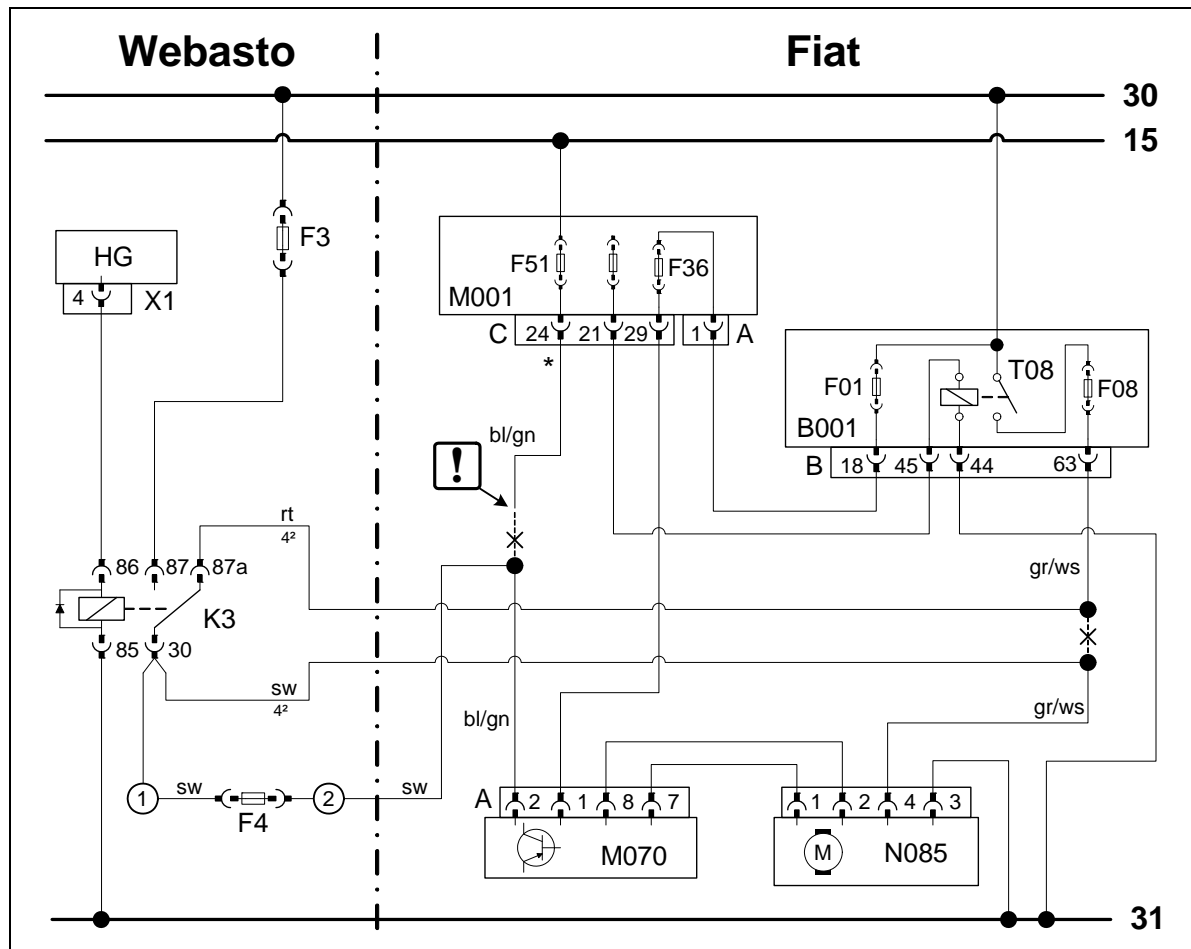 Webasto Fiat
30
15
F3
HG
4 X1
F51 F36
M001
C 24 21 29 1 A
*
T08
F01 F08
B001
B 18 45 44 63
bl/gn
!
rt
4²
gr/ws
86 87 87a
K3
85 30
sw
4²
bl/gn gr/ws
1 sw 2 sw
F4
A 2 1 8 7 1 2 4 3
M070 M N085
31